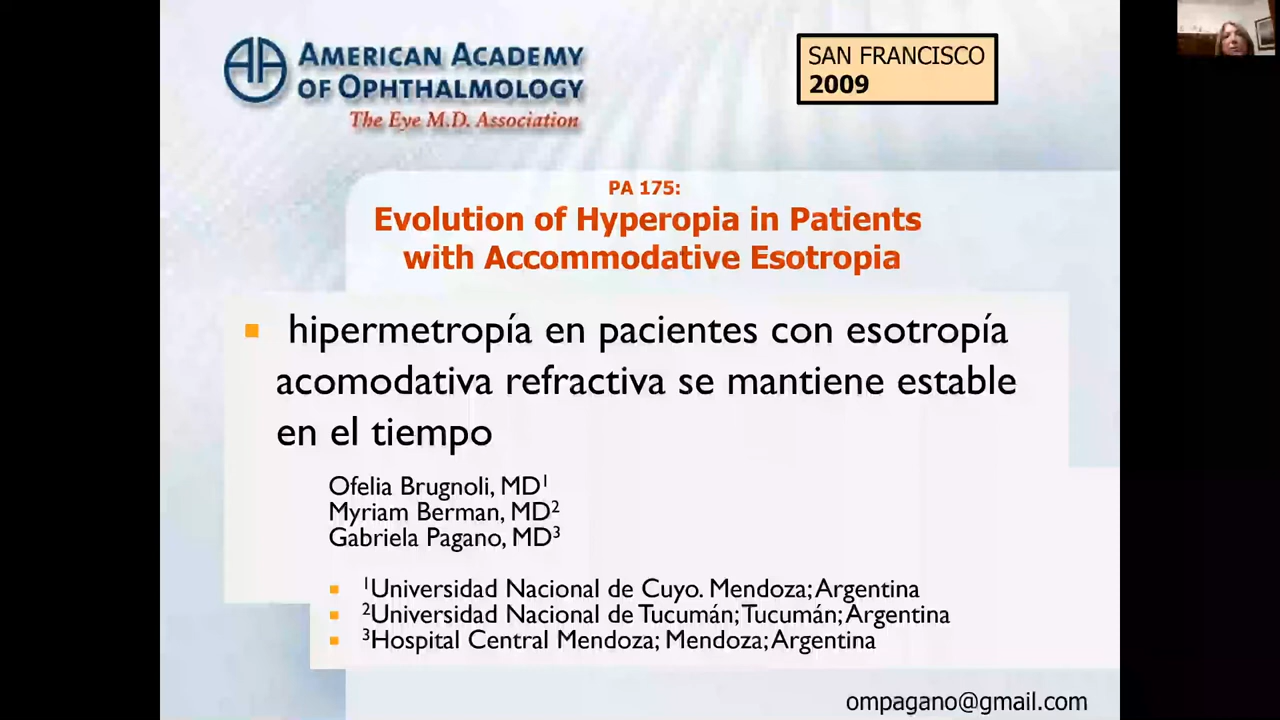 AMERICAN ACADEMY
OF OPHTHALMOLOGY
The Eye M.D. Association
SAN FRANCISCO
2009
PA 175:
Evolution of Hyperopia in Patients
with Accommodative Esotropia
hipermetropía en pacientes con esotropía
acomodativa refractiva se mantiene estable
en el tiempo
Ofelia Brugnoli, MD¹
Myriam Berman, MD²
Gabriela Pagano, MD³
¹Universidad Nacional de Cuyo. Mendoza; Argentina
²Universidad Nacional de Tucumán; Tucumán; Argentina
³Hospital Central Mendoza; Mendoza; Argentina
ompagano@gmail.com